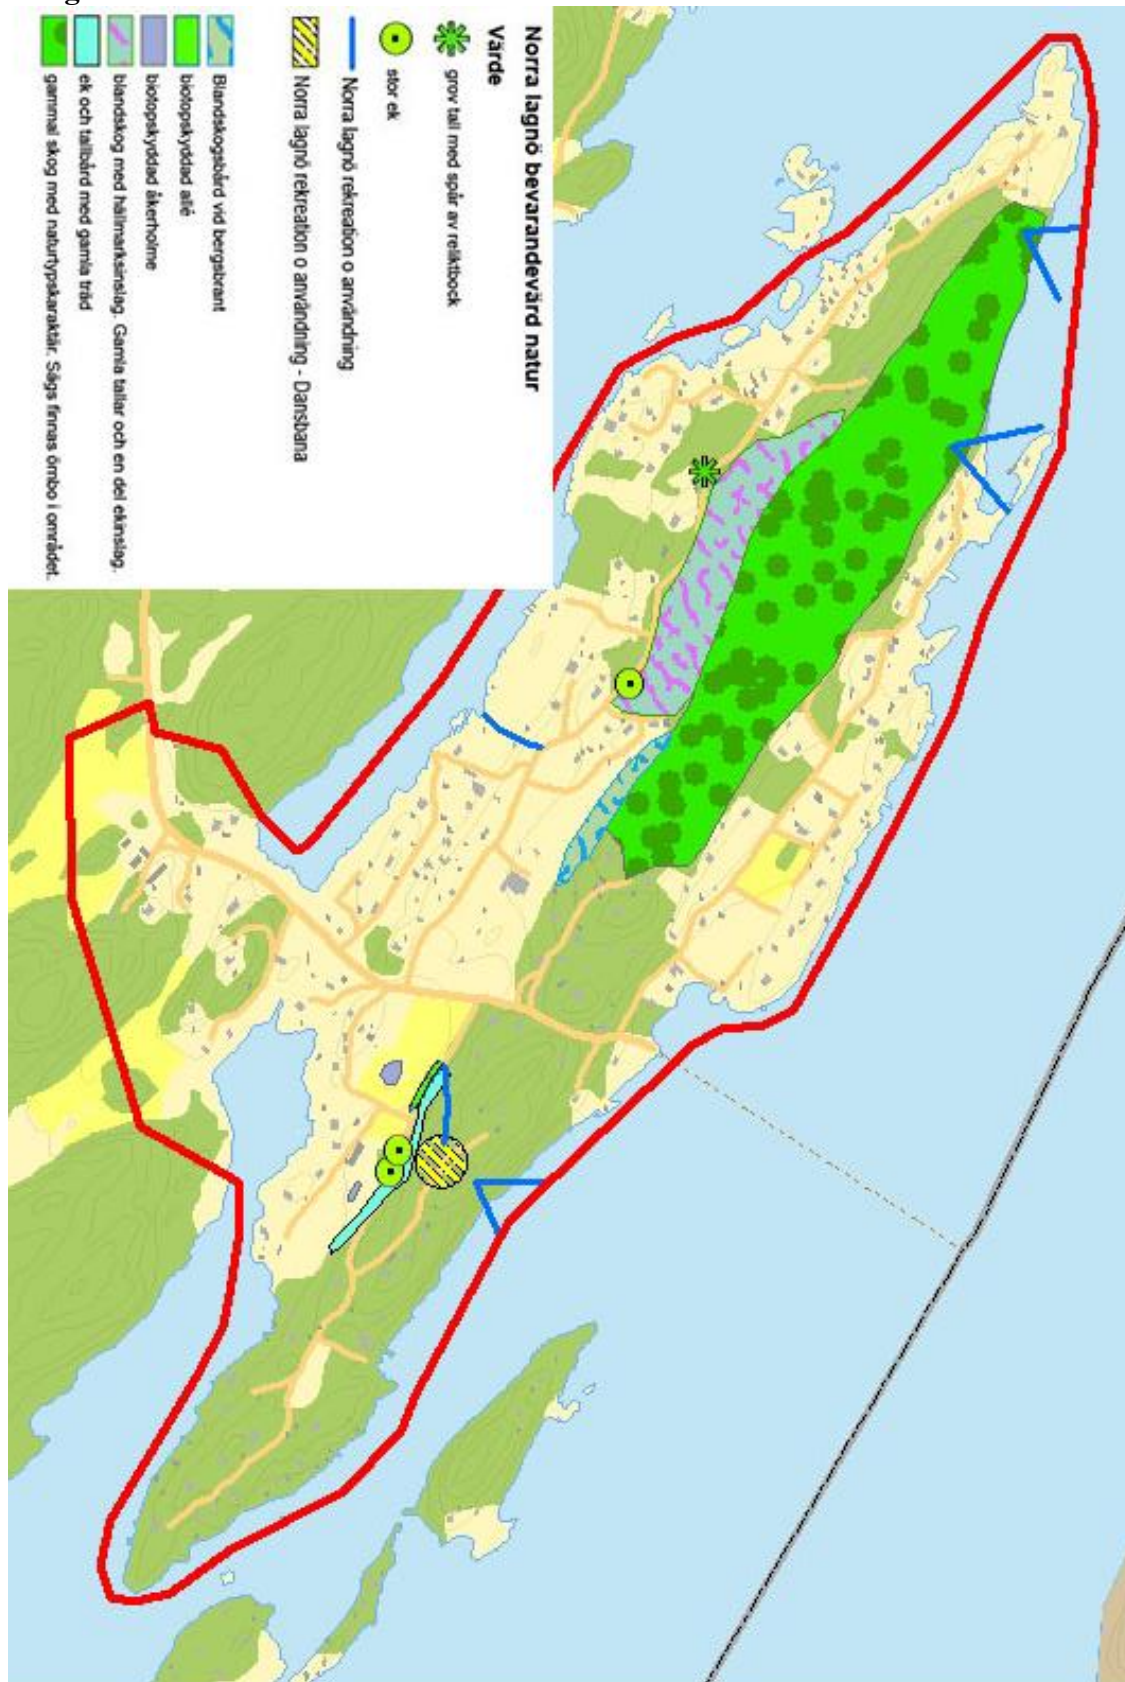 Norra lagnö bevarandevärd natur
Värde
grov tall med spår av reliktbock
stor ek
Norra lagnö rekreation o användning
Norra lagnö rekreation o användning - Dansbana
Blandskogsbård vid bergsbrant
biotopskyddad allé
biotopskyddad åkerholme
blandskog med hällmarksinslag. Gamla tallar och en del ekinslag.
ek och tallbård med gamla träd
gammal skog med naturtypskaraktär. Sägs finnas örnbo i området.